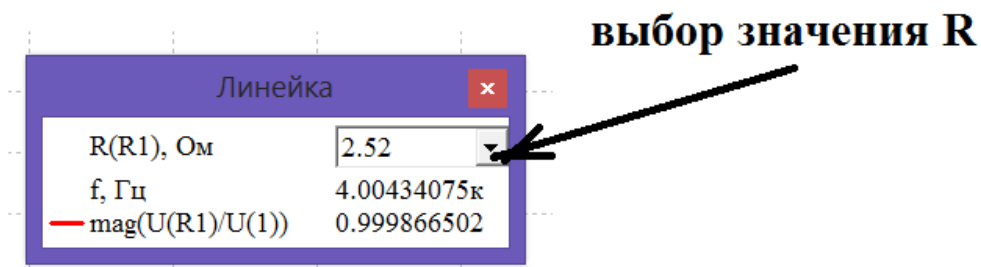 выбор значения R
Линейка
R(R1), Ом 2.52
f, Гц 4.00434075к
mag(U(R1)/U(1)) 0.999866502